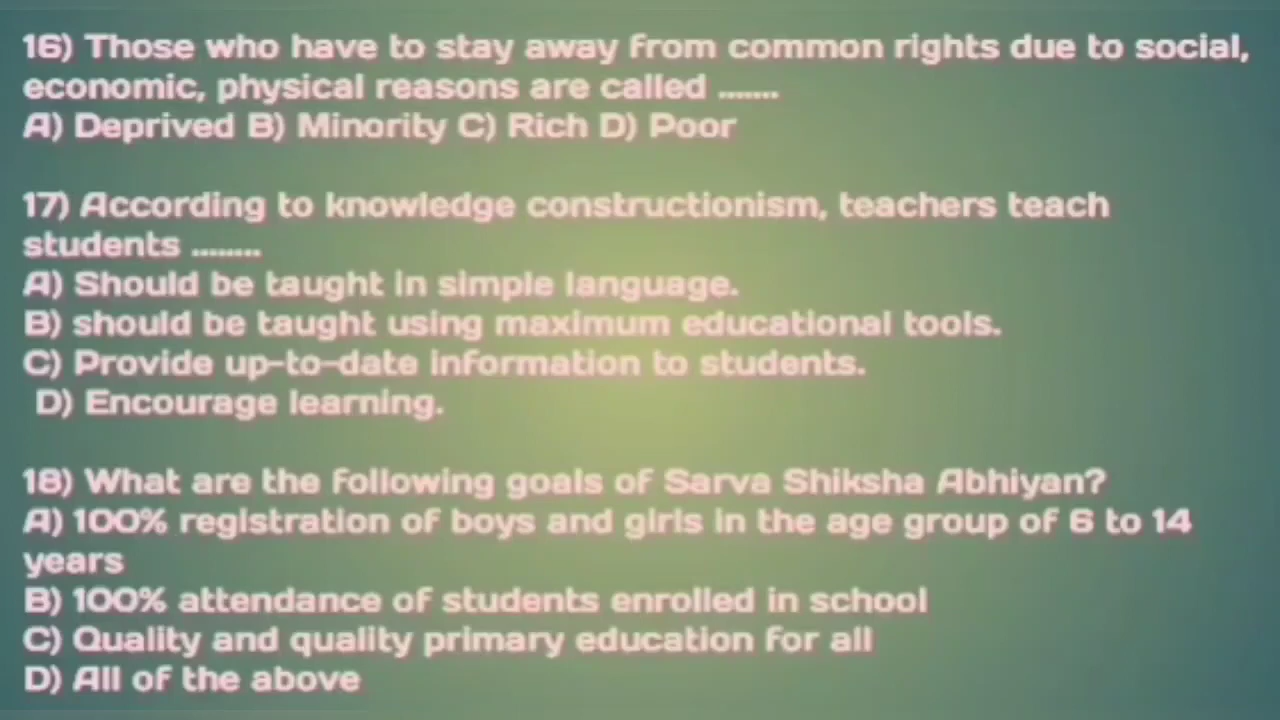 16) Those who have to stay away from common rights due to social,
economic, physical reasons are called .......
A) Deprived B) Minority C) Rich D) Poor
17) According to knowledge constructionism, teachers teach
students ........
A) Should be taught in simple language.
B) should be taught using maximum educational tools.
C) Provide up-to-date information to students.
D) Encourage learning.
18) What are the following goals of Sarva Shiksha Abhiyan?
A) 100% registration of boys and girls in the age group of 6 to 14
years
B) 100% attendance of students enrolled in school
C) Quality and quality primary education for all
D) All of the above